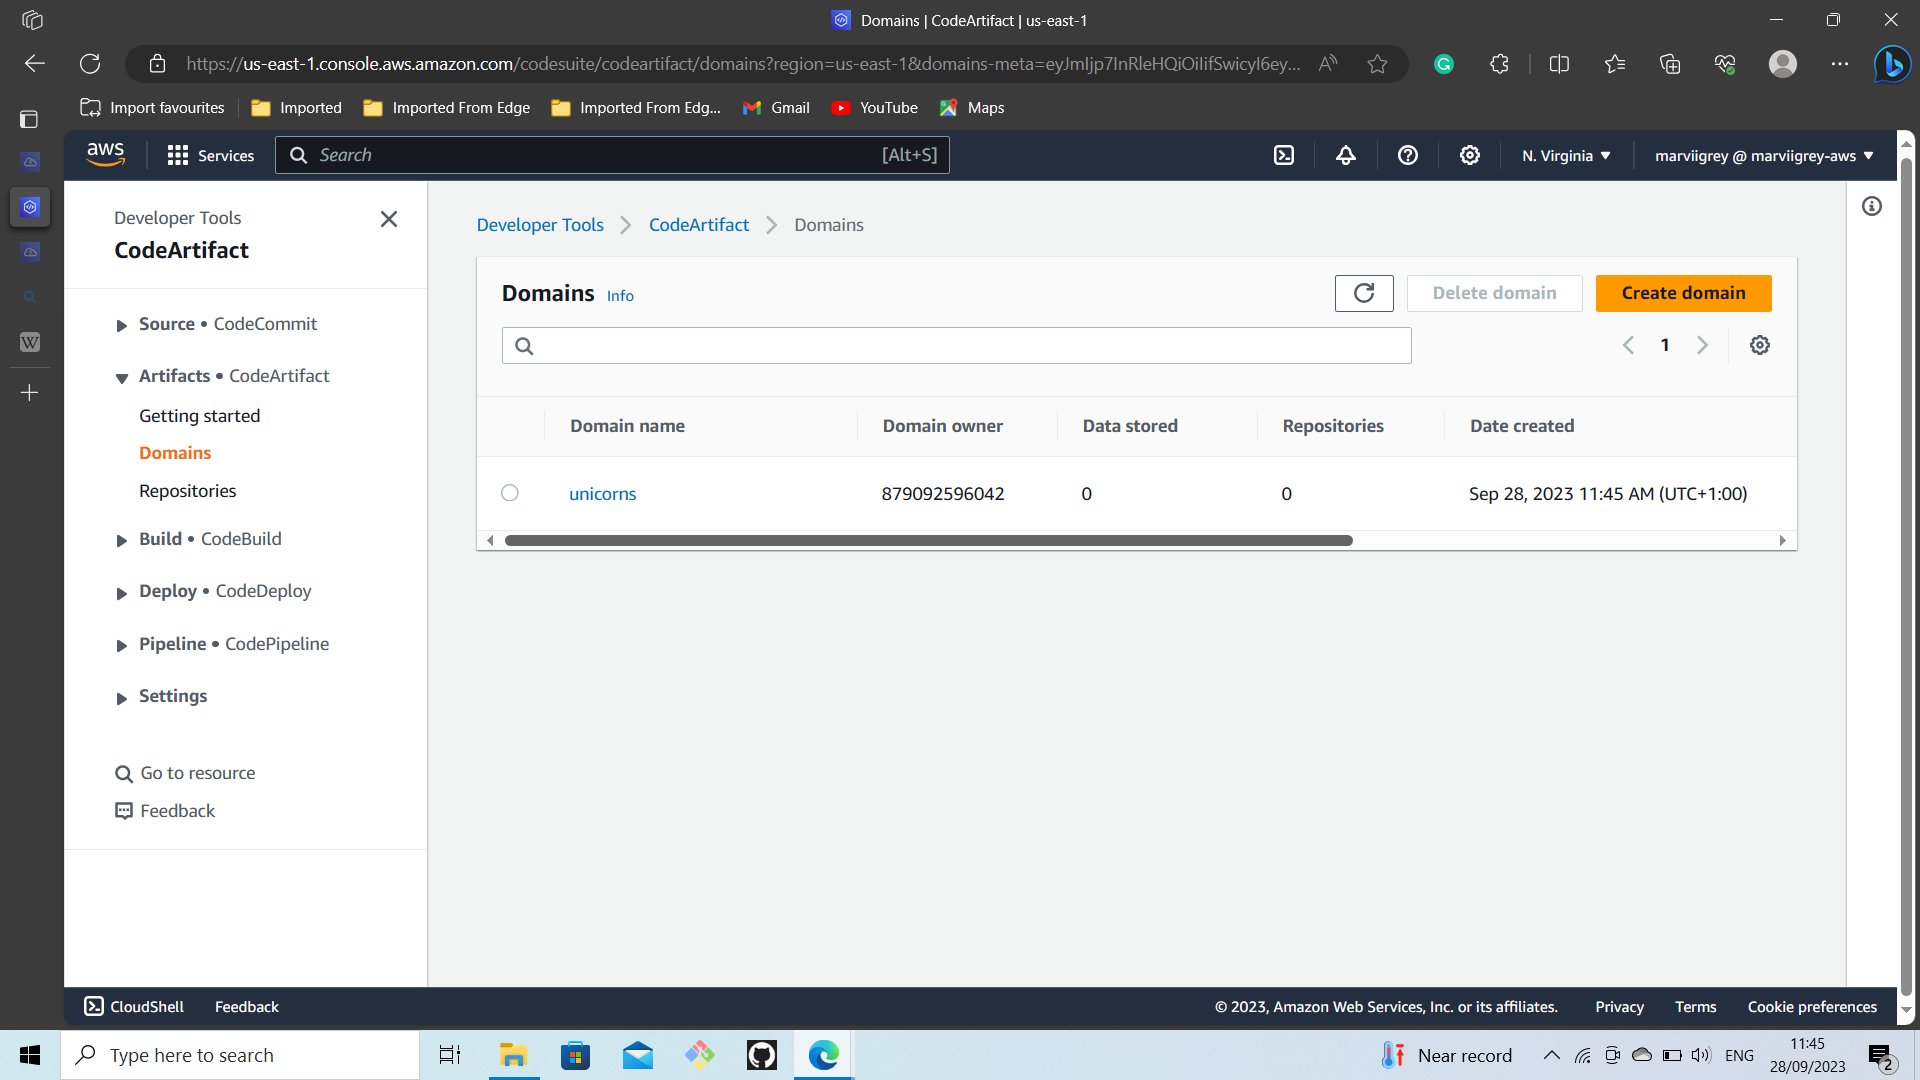 Domains | CodeArtifact | us-east-1
https://us-east-1.console.aws.amazon.com/codesuite/codeartifact/domains?region=us-east-1&domains-meta=eyJmIjp7InRleHQiOiIifSwicyI6ey...
Import favourites
Imported
Imported From Edge
Imported From Edg...
Gmail
YouTube
Maps
aws
Services
Search
[Alt+S]
N. Virginia
marviigrey @ marviigrey-aws
Developer Tools
CodeArtifact
Source • CodeCommit
Artifacts • CodeArtifact
Getting started
Domains
Repositories
Build • CodeBuild
Deploy • CodeDeploy
Pipeline • CodePipeline
Settings
Go to resource
Feedback
Developer Tools
CodeArtifact
Domains
Domains Info
Delete domain
Create domain
1
Domain name Domain owner Data stored Repositories Date created
unicorns 879092596042 0 0 Sep 28, 2023 11:45 AM (UTC+1:00)
CloudShell
Feedback
© 2023, Amazon Web Services, Inc. or its affiliates.
Privacy
Terms
Cookie preferences
Type here to search
Near record
ENG
11:45
28/09/2023
2